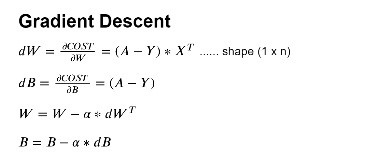 Gradient Descent
dW = ∂COST/∂W = (A − Y) ∗ X^T ...... shape (1 x n)
dB = ∂COST/∂B = (A − Y)
W = W − α ∗ dW^T
B = B − α ∗ dB